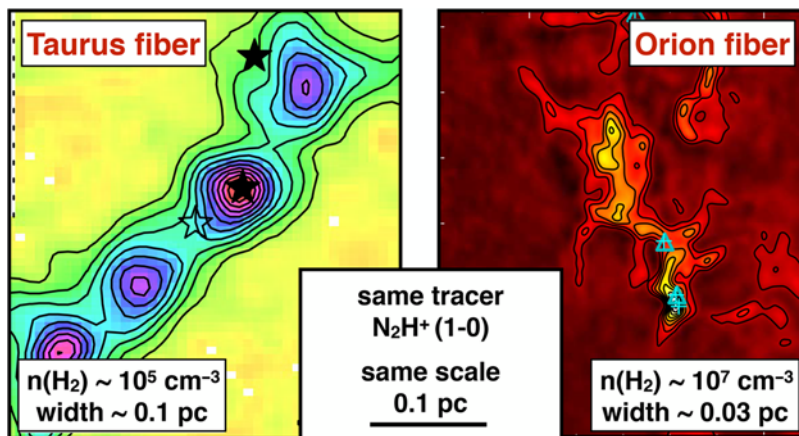 Taurus fiber
Orion fiber
same tracer
N₂H⁺ (1-0)
same scale
0.1 pc
n(H₂) ~ 10⁵ cm⁻³
width ~ 0.1 pc
n(H₂) ~ 10⁷ cm⁻³
width ~ 0.03 pc